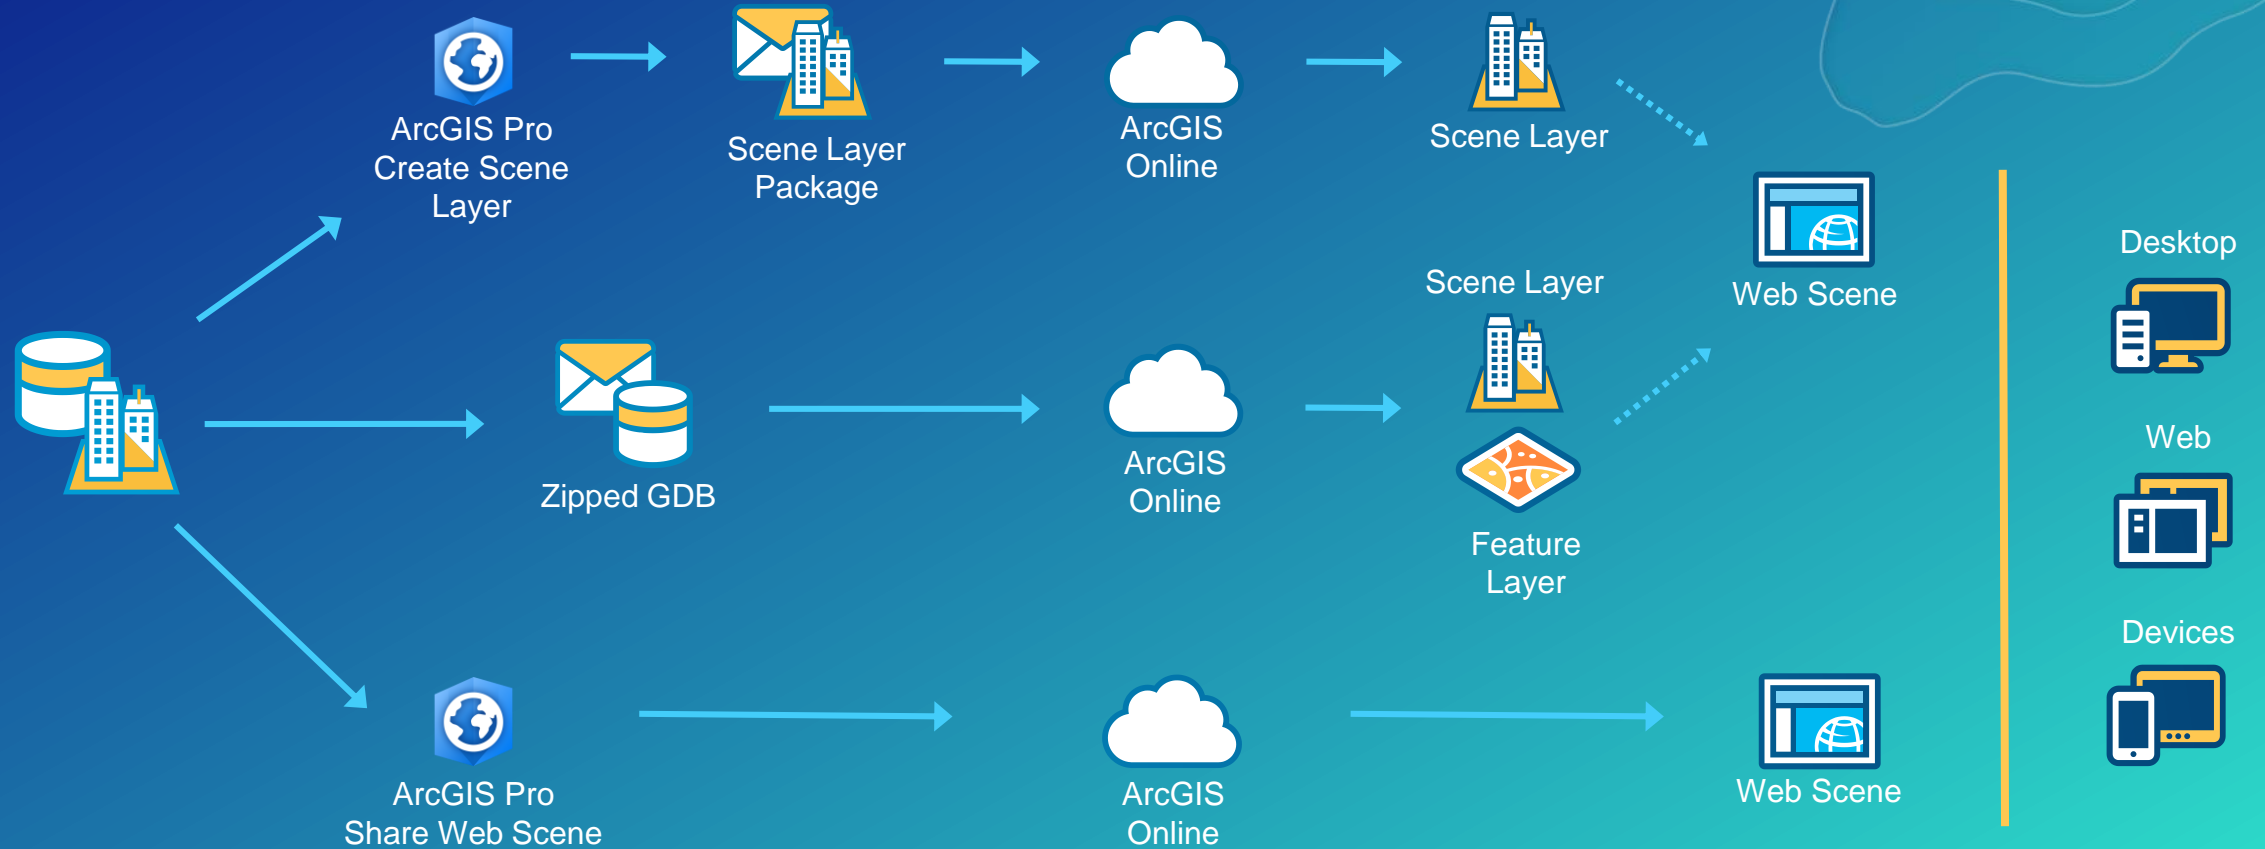 ArcGIS Pro
Create Scene
Layer
Scene Layer
Package
ArcGIS
Online
Scene Layer
Web Scene
Zipped GDB
ArcGIS
Online
Scene Layer
Feature
Layer
ArcGIS Pro
Share Web Scene
ArcGIS
Online
Web Scene
Desktop
Web
Devices